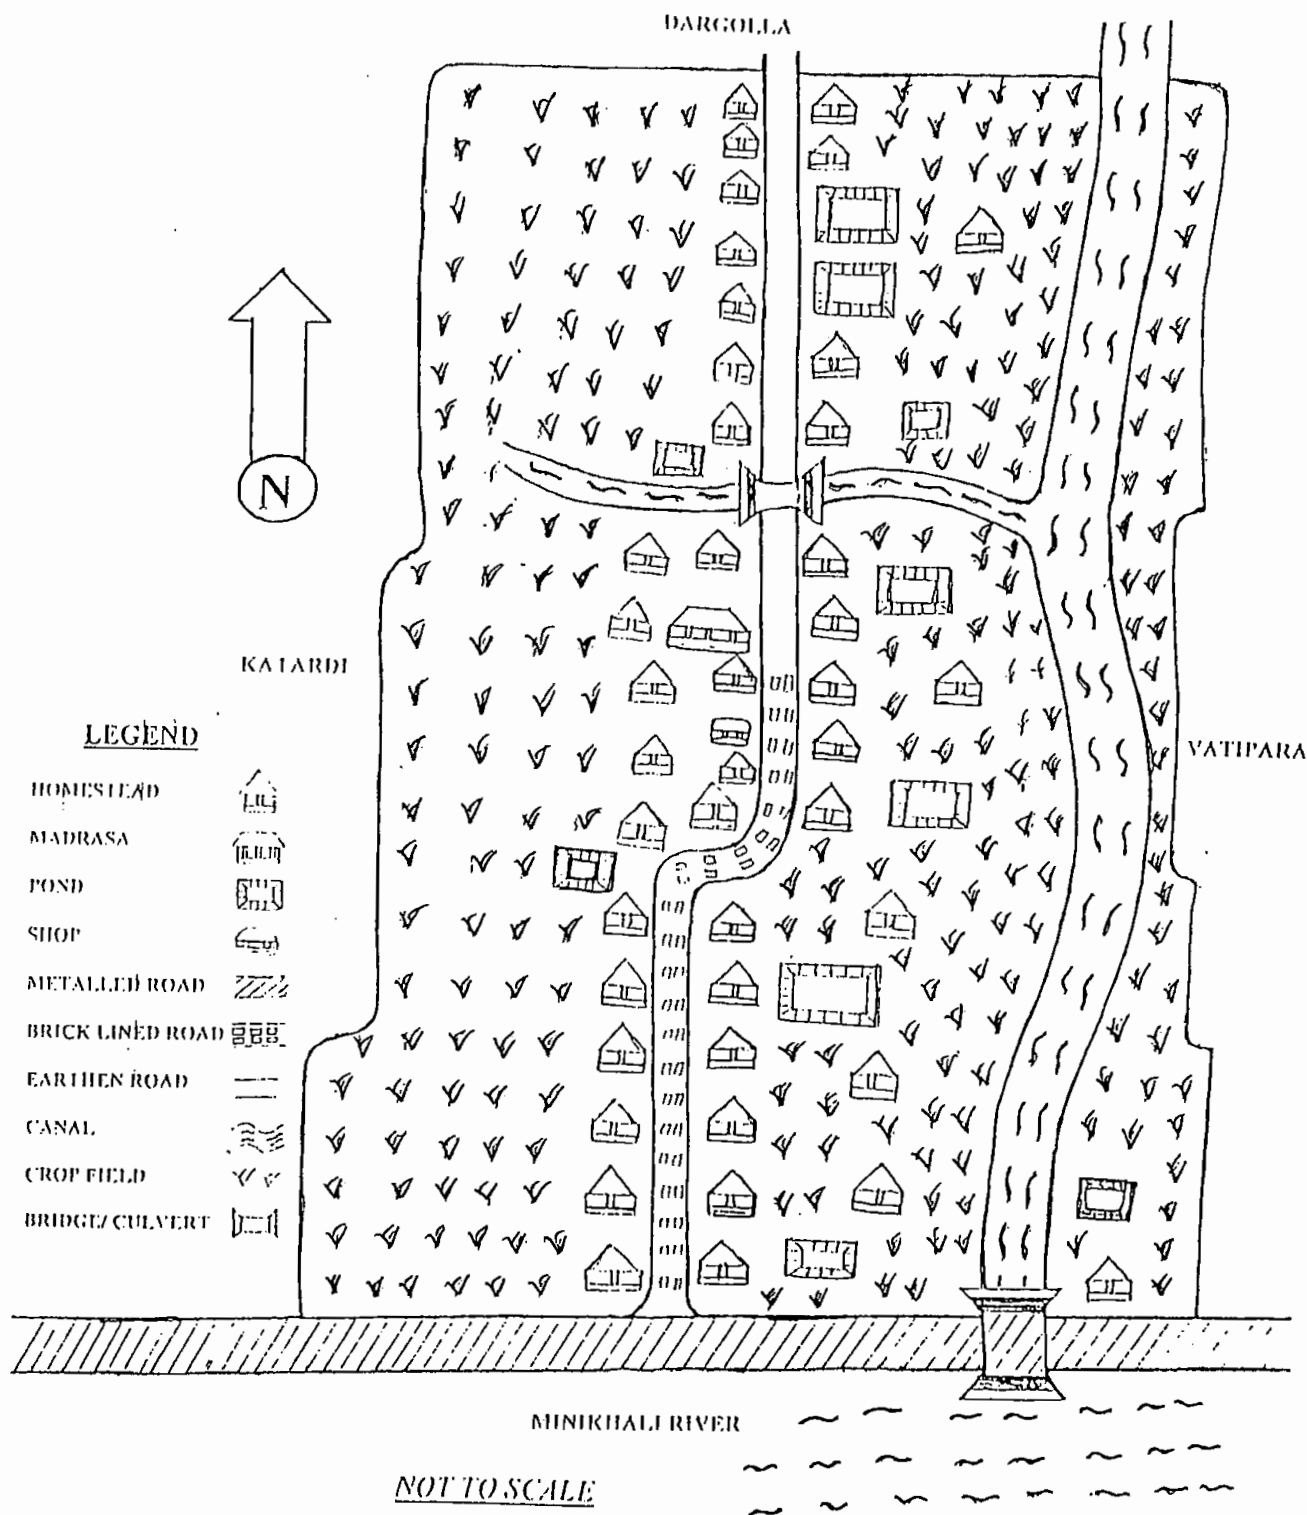 DARGOLLA
N
KATARDI
VATIPARA
LEGEND
HOMESTEAD
MADRASA
POND
SHOP
METALLED ROAD
BRICK LINED ROAD
EARTHEN ROAD
CANAL
CROP FIELD
BRIDGE/ CULVERT
MINIKHALI RIVER
NOT TO SCALE